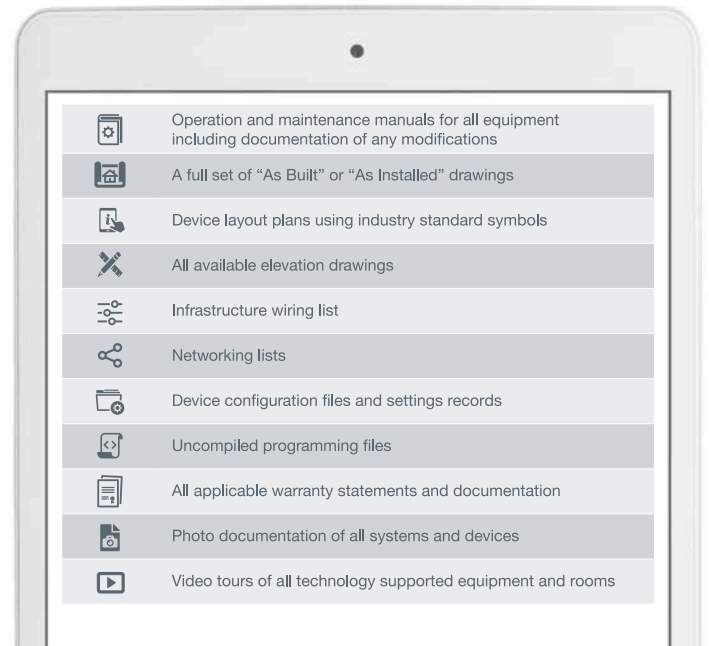 Operation and maintenance manuals for all equipment
including documentation of any modifications
A full set of “As Built” or “As Installed” drawings
Device layout plans using industry standard symbols
All available elevation drawings
Infrastructure wiring list
Networking lists
Device configuration files and settings records
Uncompiled programming files
All applicable warranty statements and documentation
Photo documentation of all systems and devices
Video tours of all technology supported equipment and rooms